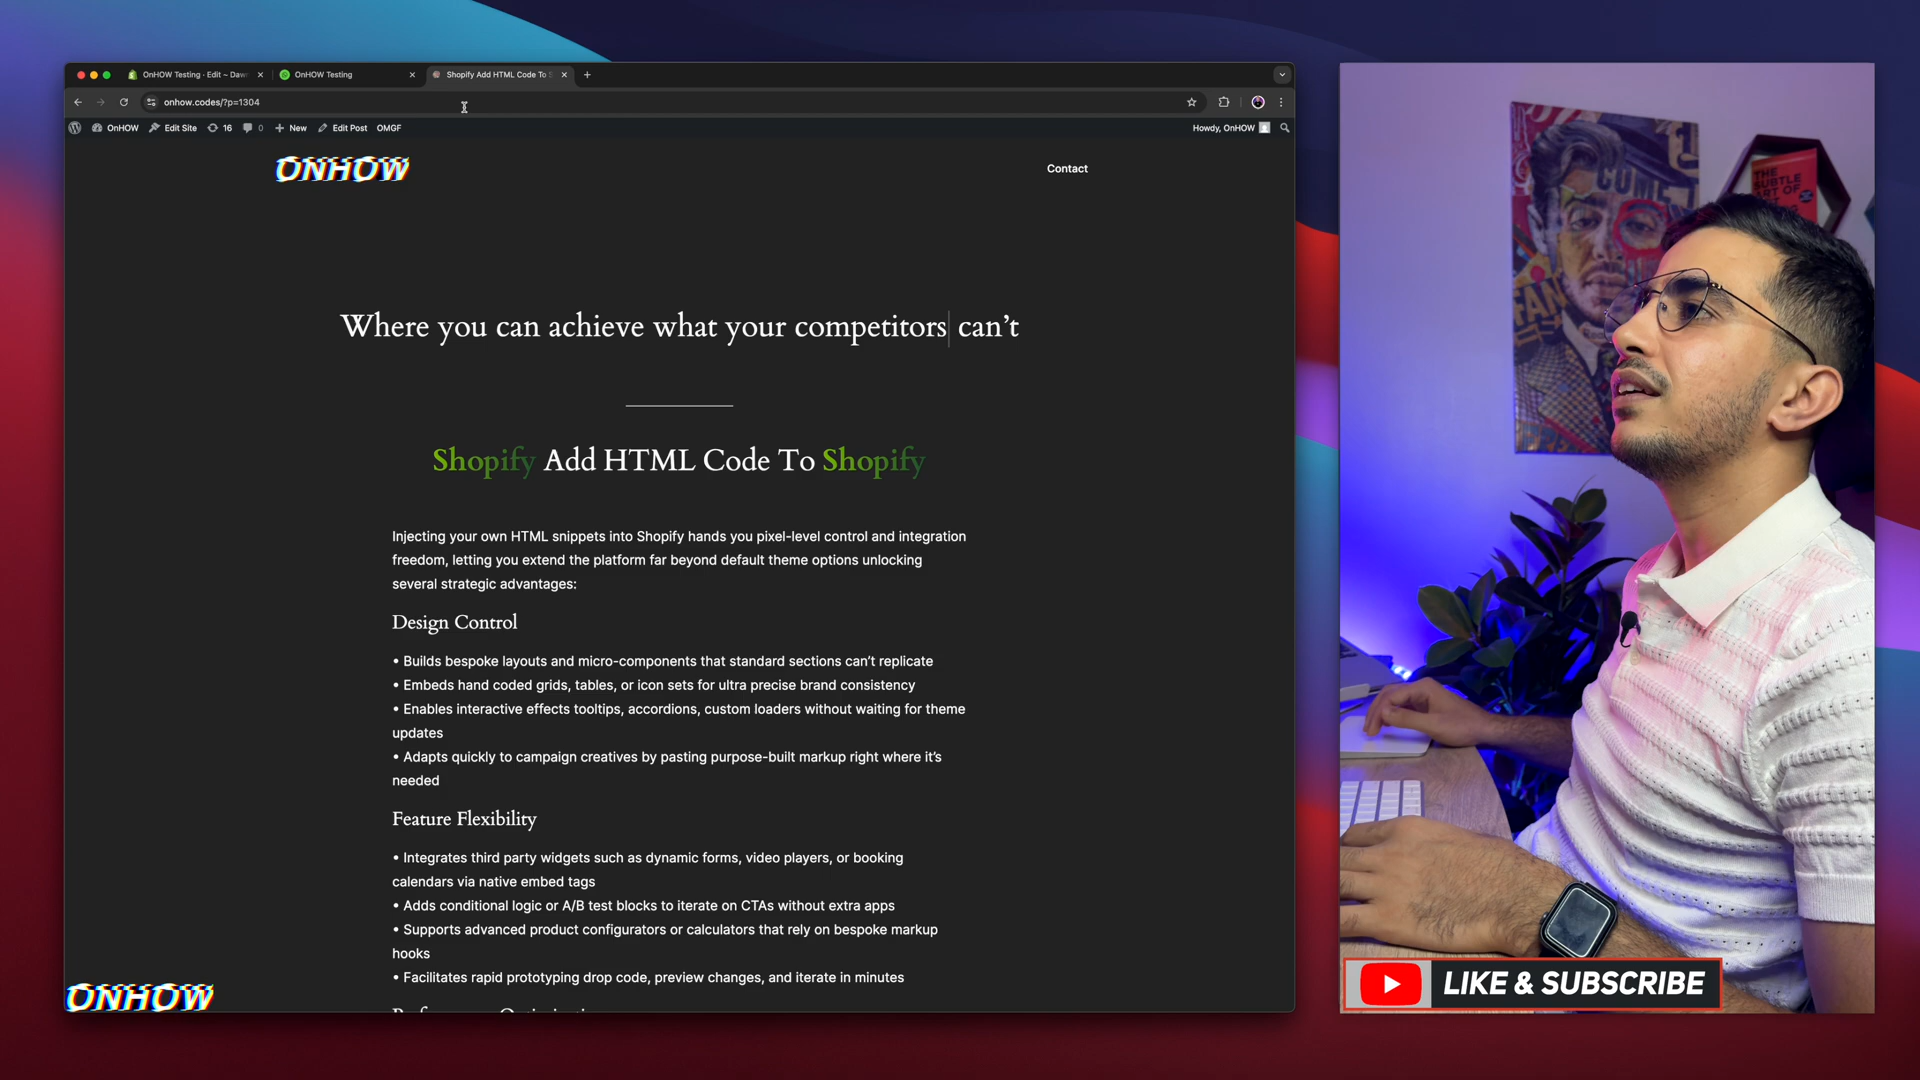 OnHOW Testing · Edit ~ Daw
OnHOW Testing
Shopify Add HTML Code To S
onhow.codes/?p=1304
OnHOW
Edit Site
16
0
New
Edit Post
OMGF
Howdy, OnHOW
ONHOW
Contact
Where you can achieve what your competitors can't
Shopify Add HTML Code To Shopify
Injecting your own HTML snippets into Shopify hands you pixel-level control and integration
freedom, letting you extend the platform far beyond default theme options unlocking
several strategic advantages:
Design Control
• Builds bespoke layouts and micro-components that standard sections can't replicate
• Embeds hand coded grids, tables, or icon sets for ultra precise brand consistency
• Enables interactive effects tooltips, accordions, custom loaders without waiting for theme
updates
• Adapts quickly to campaign creatives by pasting purpose-built markup right where it's
needed
Feature Flexibility
• Integrates third party widgets such as dynamic forms, video players, or booking
calendars via native embed tags
• Adds conditional logic or A/B test blocks to iterate on CTAs without extra apps
• Supports advanced product configurators or calculators that rely on bespoke markup
hooks
• Facilitates rapid prototyping drop code, preview changes, and iterate in minutes
ONHOW
THE
SUBTLE
ART OF
COME
FAN
LIKE & SUBSCRIBE